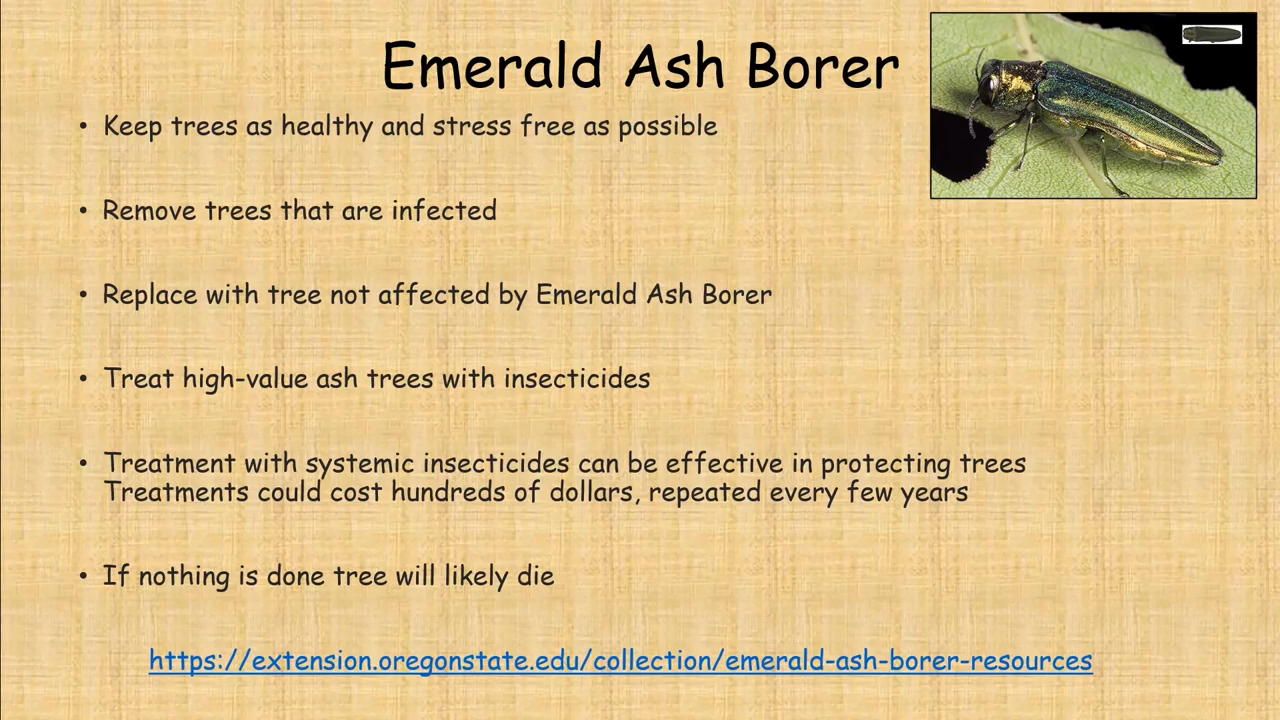 Emerald Ash Borer
• Keep trees as healthy and stress free as possible
• Remove trees that are infected
• Replace with tree not affected by Emerald Ash Borer
• Treat high-value ash trees with insecticides
• Treatment with systemic insecticides can be effective in protecting trees
Treatments could cost hundreds of dollars, repeated every few years
• If nothing is done tree will likely die
https://extension.oregonstate.edu/collection/emerald-ash-borer-resources